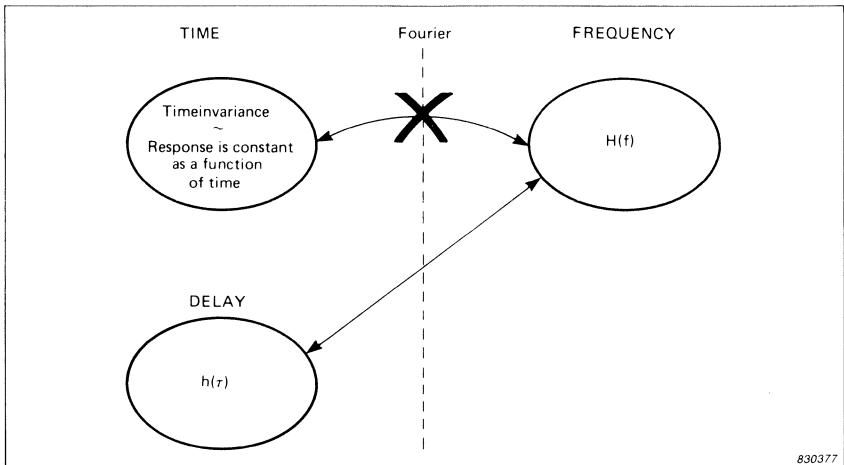 TIME Fourier FREQUENCY
Timeinvariance
~
Response is constant
as a function
of time
H(f)
DELAY
h(τ)
830377